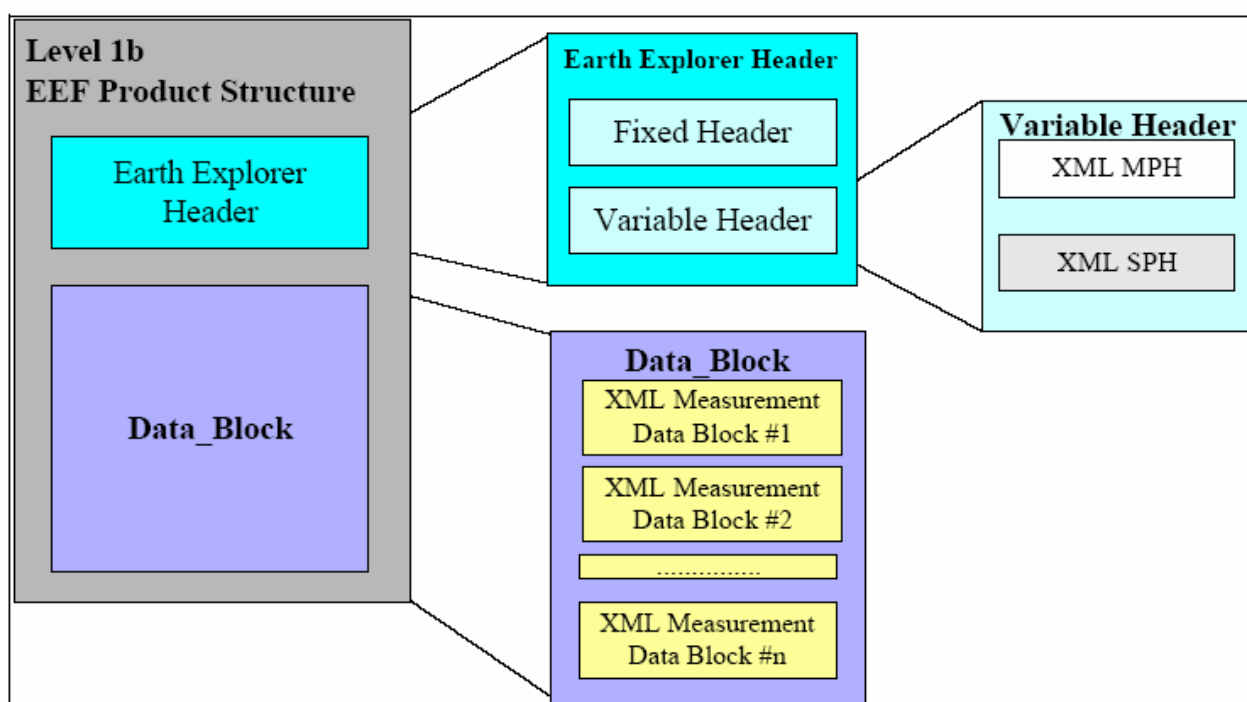 Level 1b
EEF Product Structure
Earth Explorer
Header
Data_Block
Earth Explorer Header
Fixed Header
Variable Header
Variable Header
XML MPH
XML SPH
Data_Block
XML Measurement
Data Block #1
XML Measurement
Data Block #2
...............
XML Measurement
Data Block #n